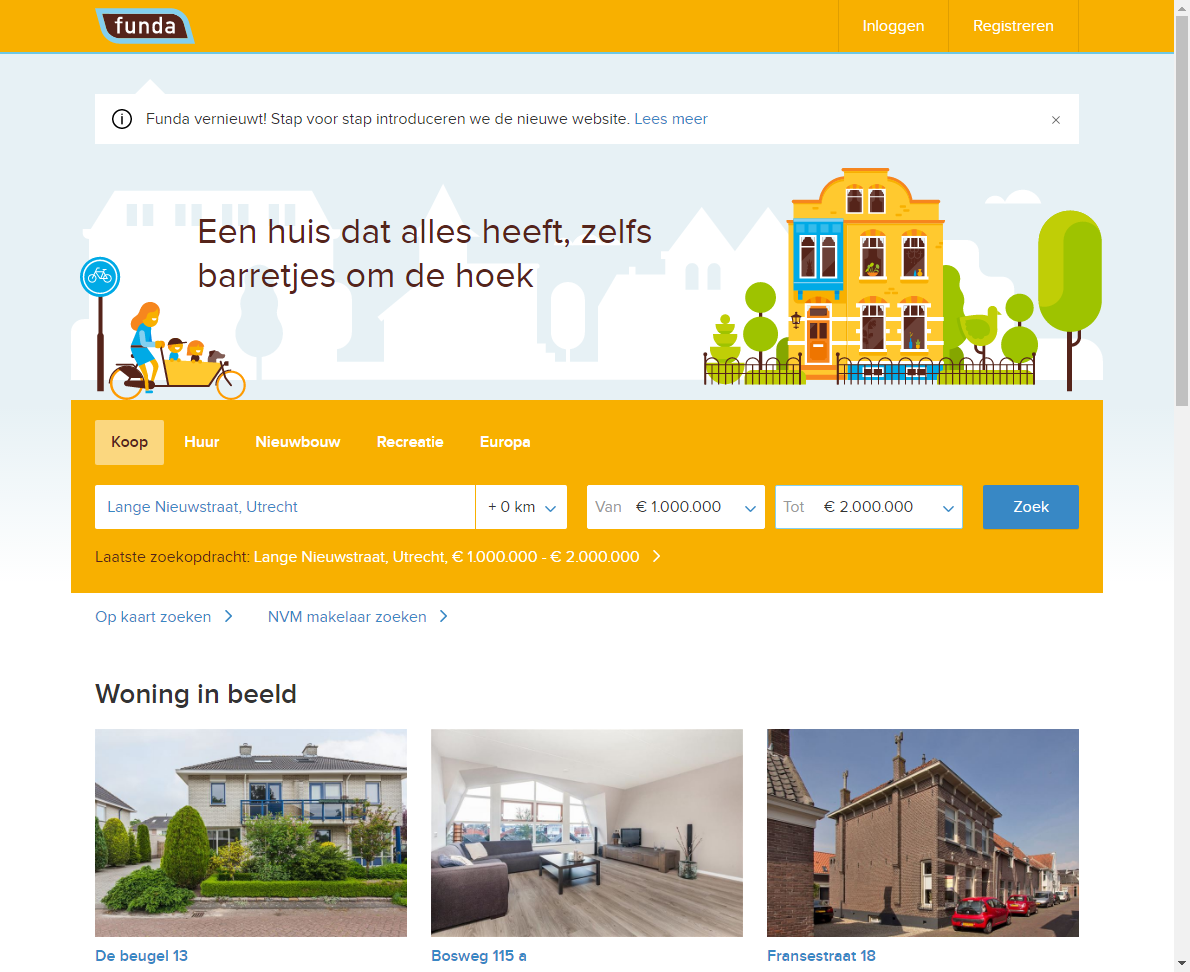 funda
Inloggen
Registreren
Funda vernieuwt! Stap voor stap introduceren we de nieuwe website. Lees meer
Een huis dat alles heeft, zelfs
barretjes om de hoek
Koop
Huur
Nieuwbouw
Recreatie
Europa
Lange Nieuwstraat, Utrecht
+ 0 km
Van € 1.000.000
Tot € 2.000.000
Zoek
Laatste zoekopdracht: Lange Nieuwstraat, Utrecht, € 1.000.000 - € 2.000.000
Op kaart zoeken
NVM makelaar zoeken
Woning in beeld
De beugel 13
Bosweg 115 a
Fransestraat 18